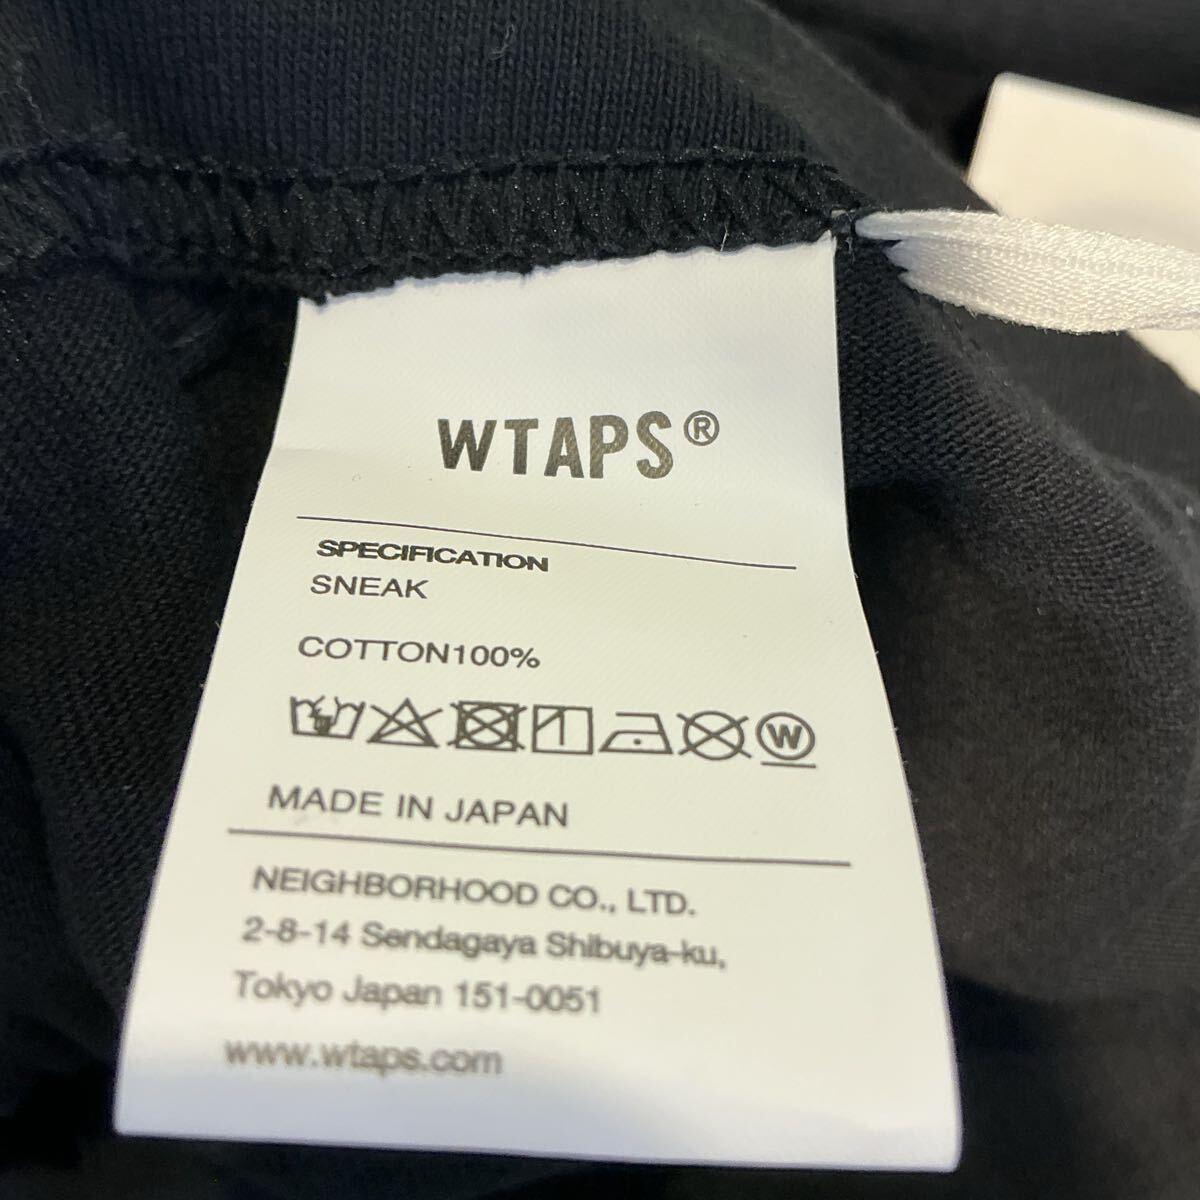 WTAPS®
SPECIFICATION
SNEAK
COTTON100%
W
MADE IN JAPAN
NEIGHBORHOOD CO., LTD.
2-8-14 Sendagaya Shibuya-ku,
Tokyo Japan 151-0051
www.wtaps.com